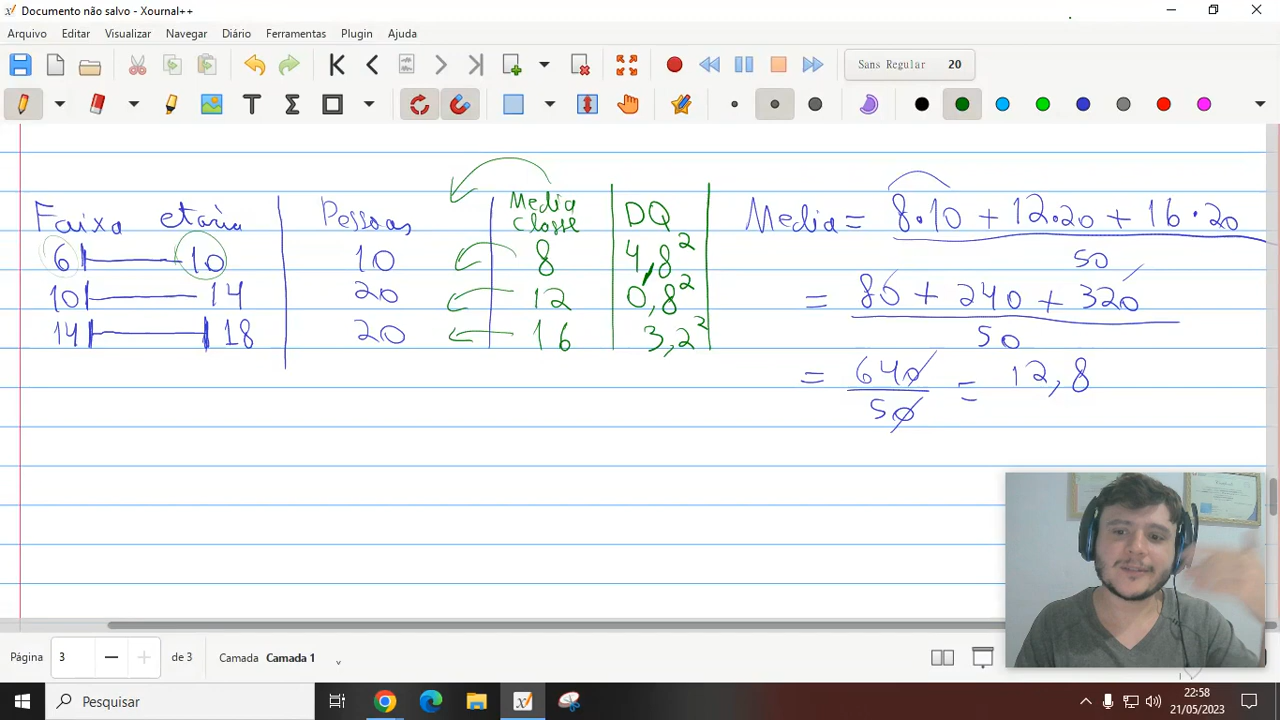 Documento não salvo - Xournal++
Arquivo Editar Visualizar Navegar Diário Ferramentas Plugin Ajuda
Sans Regular 20
Faixa etária Pessoas Media Classe DQ
6 10 10 8 4,8²
10 14 20 12 0,8²
14 18 20 16 3,2²
Media = 8.10 + 12.20 + 16.20
50
= 80 + 240 + 320
50
= 640 = 12,8
50
Página 3 de 3 Camada Camada 1
Pesquisar
22:58
21/05/2023